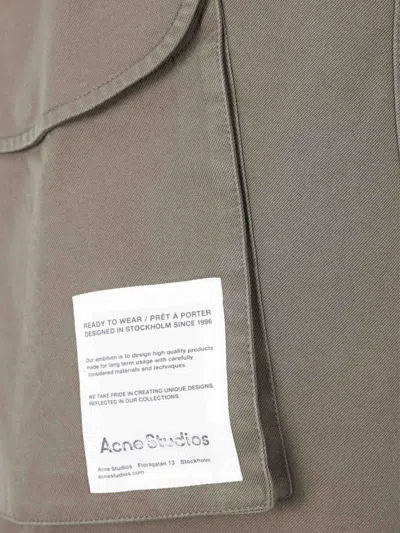 READY TO WEAR / PRÊT À PORTER
DESIGNED IN STOCKHOLM SINCE 1996
Our ambition is to design high quality products
made for long term usage with carefully
considered materials and techniques.
WE TAKE PRIDE IN CREATING UNIQUE DESIGNS,
REFLECTED IN OUR COLLECTIONS.
Acne Studios
Acne Studios Floragatan 13 Stockholm
acnestudios.com